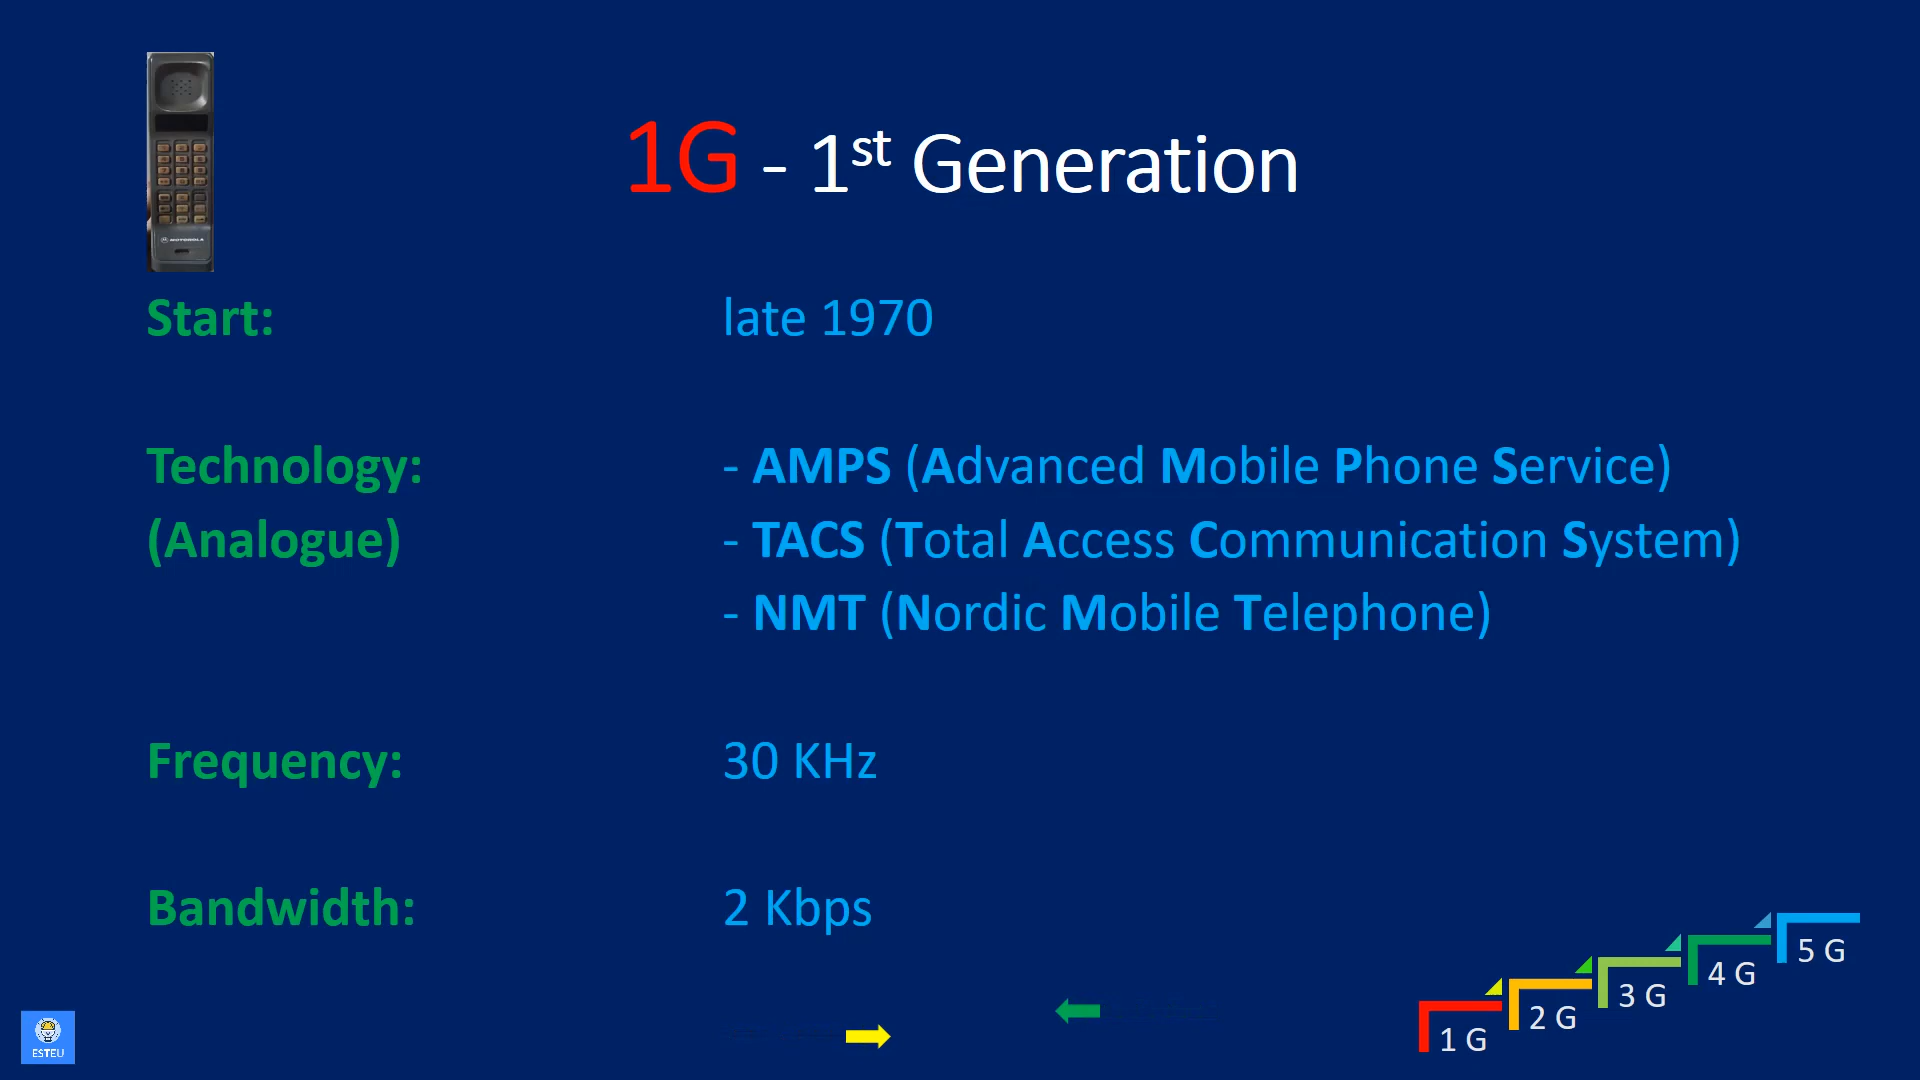 MOTOROLA
1G - 1st Generation
Start: late 1970
Technology: - AMPS (Advanced Mobile Phone Service)
(Analogue) - TACS (Total Access Communication System)
- NMT (Nordic Mobile Telephone)
Frequency: 30 KHz
Bandwidth: 2 Kbps
5 G
4 G
3 G
2 G
1 G
ESTEU